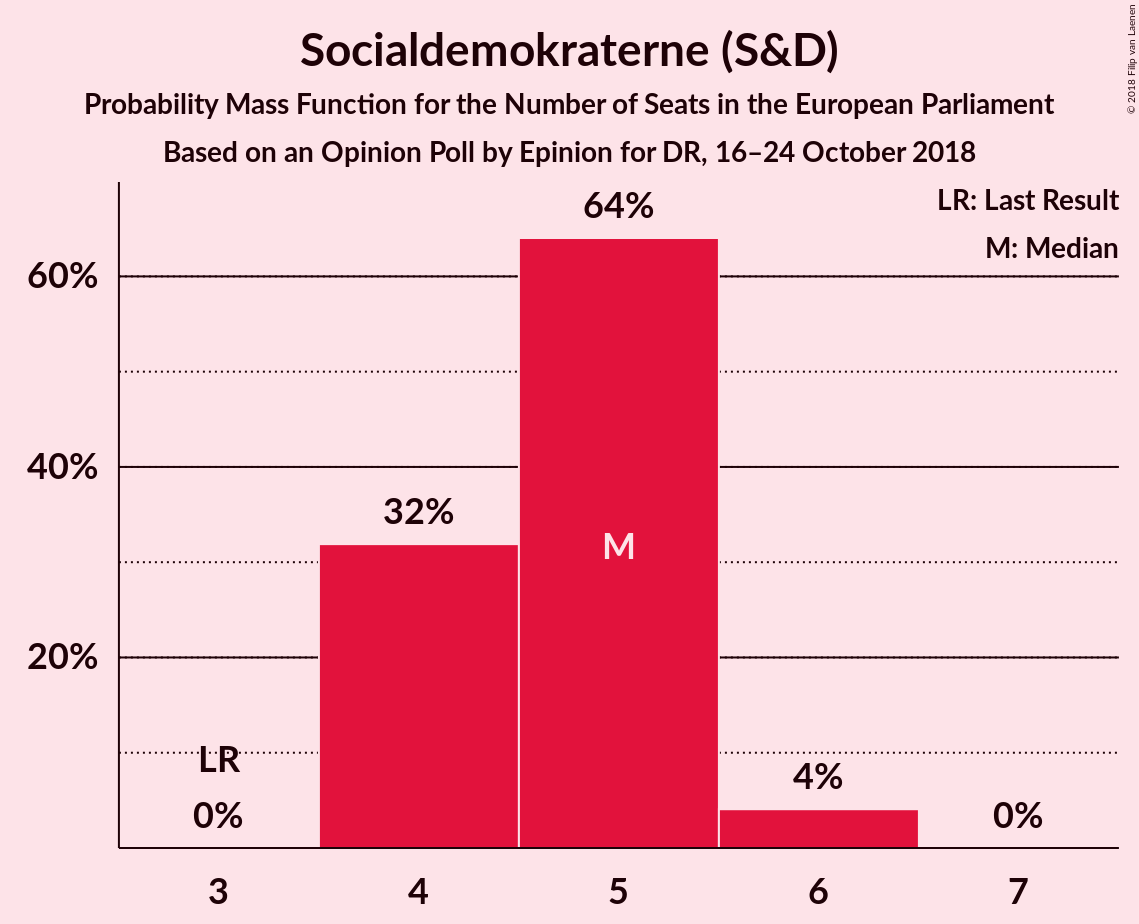 Socialdemokraterne (S&D)
Probability Mass Function for the Number of Seats in the European Parliament
Based on an Opinion Poll by Epinion for DR, 16–24 October 2018
© 2018 Filip van Laenen
LR: Last Result
M: Median
64%
60%
40%
32%
M
20%
LR
0%
4%
0%
3
4
5
6
7